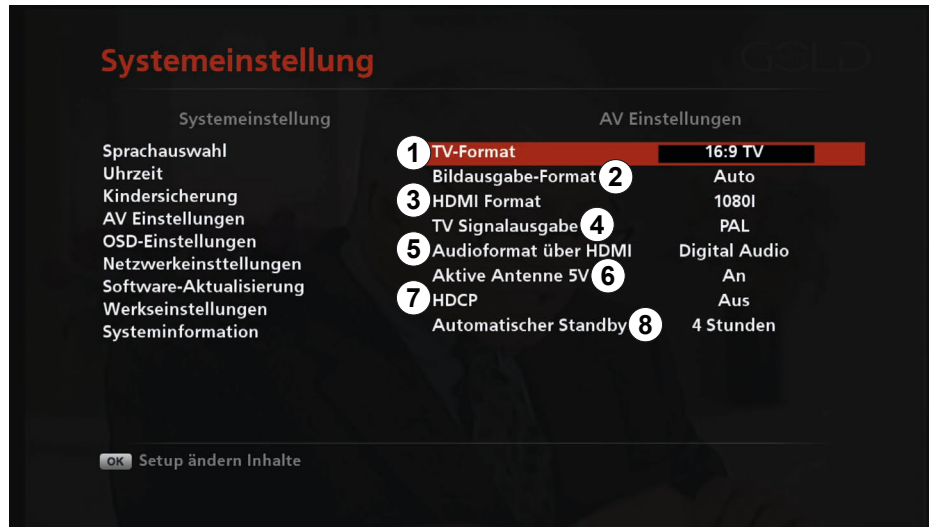 Systemeinstellung
GOLD
Systemeinstellung
AV Einstellungen
Sprachauswahl
Uhrzeit
Kindersicherung
AV Einstellungen
OSD-Einstellungen
Netzwerkeinsttellungen
Software-Aktualisierung
Werkseinstellungen
Systeminformation
1 TV-Format 16:9 TV
Bildausgabe-Format 2 Auto
3 HDMI Format 1080I
TV Signalausgabe 4 PAL
5 Audioformat über HDMI Digital Audio
Aktive Antenne 5V 6 An
7 HDCP Aus
Automatischer Standby 8 4 Stunden
OK Setup ändern Inhalte